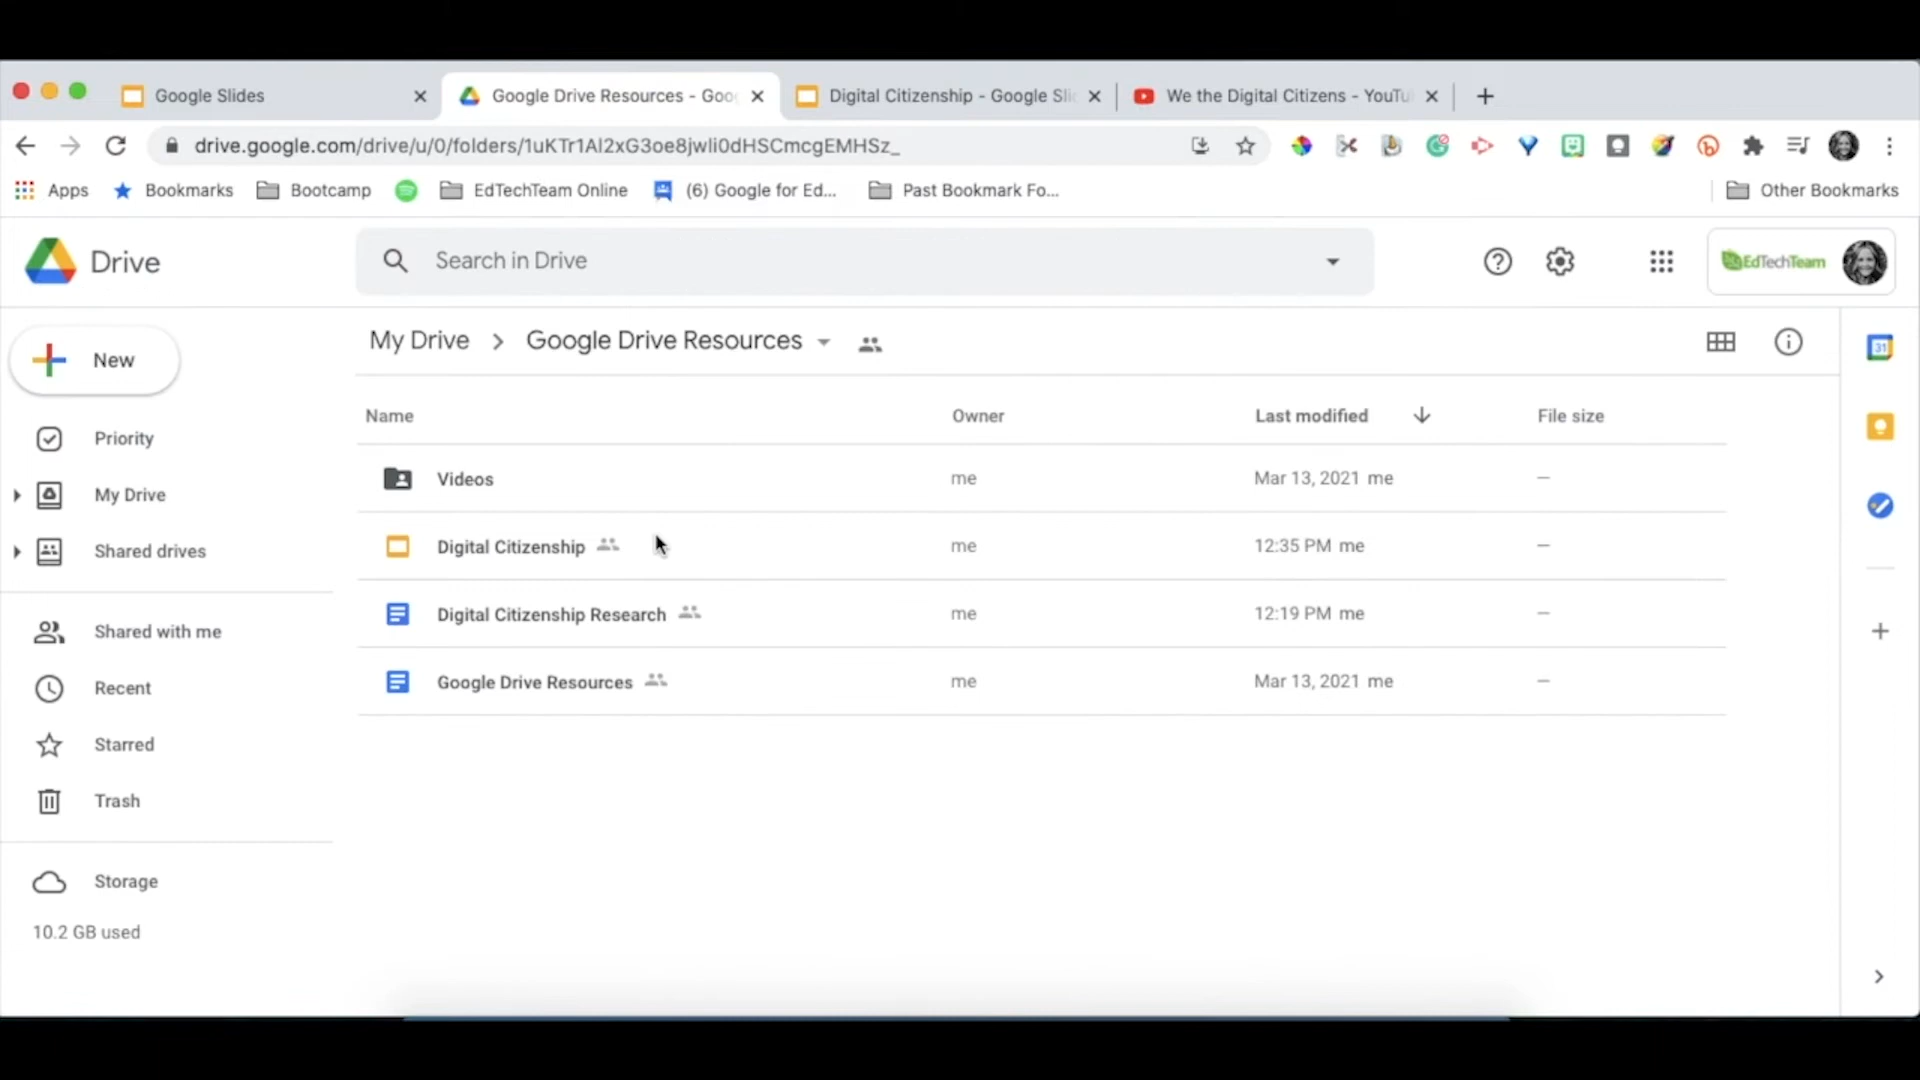 Google Slides
Google Drive Resources - Goo
Digital Citizenship - Google Sli
We the Digital Citizens - YouTu
drive.google.com/drive/u/0/folders/1uKTr1Al2xG3oe8jwli0dHSCmcgEMHSz_
Apps
Bookmarks
Bootcamp
EdTechTeam Online
(6) Google for Ed...
Past Bookmark Fo...
Other Bookmarks
Drive
Search in Drive
EdTechTeam
New
My Drive
Google Drive Resources
31
Name
Owner
Last modified
File size
Priority
My Drive
Shared drives
Shared with me
Recent
Starred
Trash
Storage
10.2 GB used
Videos
me
Mar 13, 2021 me
—
Digital Citizenship
me
12:35 PM me
—
Digital Citizenship Research
me
12:19 PM me
—
Google Drive Resources
me
Mar 13, 2021 me
—